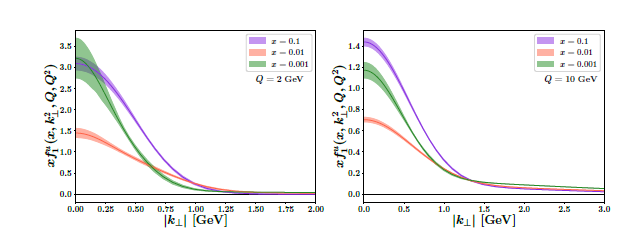 x f_1^u(x, k_⊥^2, Q, Q^2)
3.5
3.0
2.5
2.0
1.5
1.0
0.5
0.0
x = 0.1
x = 0.01
x = 0.001
Q = 2 GeV
0.00 0.25 0.50 0.75 1.00 1.25 1.50 1.75 2.00
|k_⊥| [GeV]
x f_1^u(x, k_⊥^2, Q, Q^2)
1.4
1.2
1.0
0.8
0.6
0.4
0.2
0.0
x = 0.1
x = 0.01
x = 0.001
Q = 10 GeV
0.0 0.5 1.0 1.5 2.0 2.5 3.0
|k_⊥| [GeV]